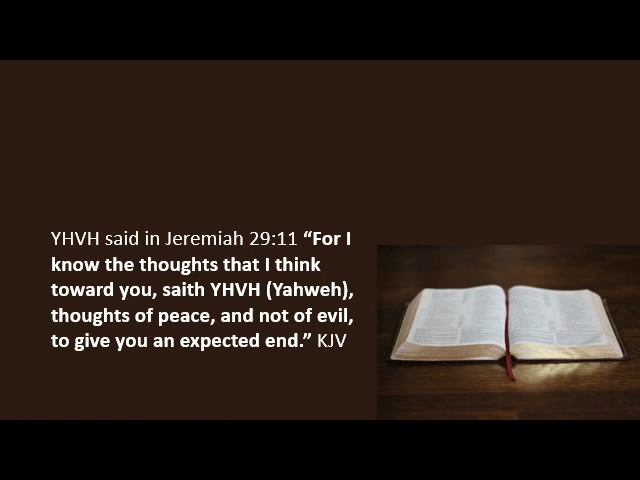 YHVH said in Jeremiah 29:11 “For I
know the thoughts that I think
toward you, saith YHVH (Yahweh),
thoughts of peace, and not of evil,
to give you an expected end.” KJV